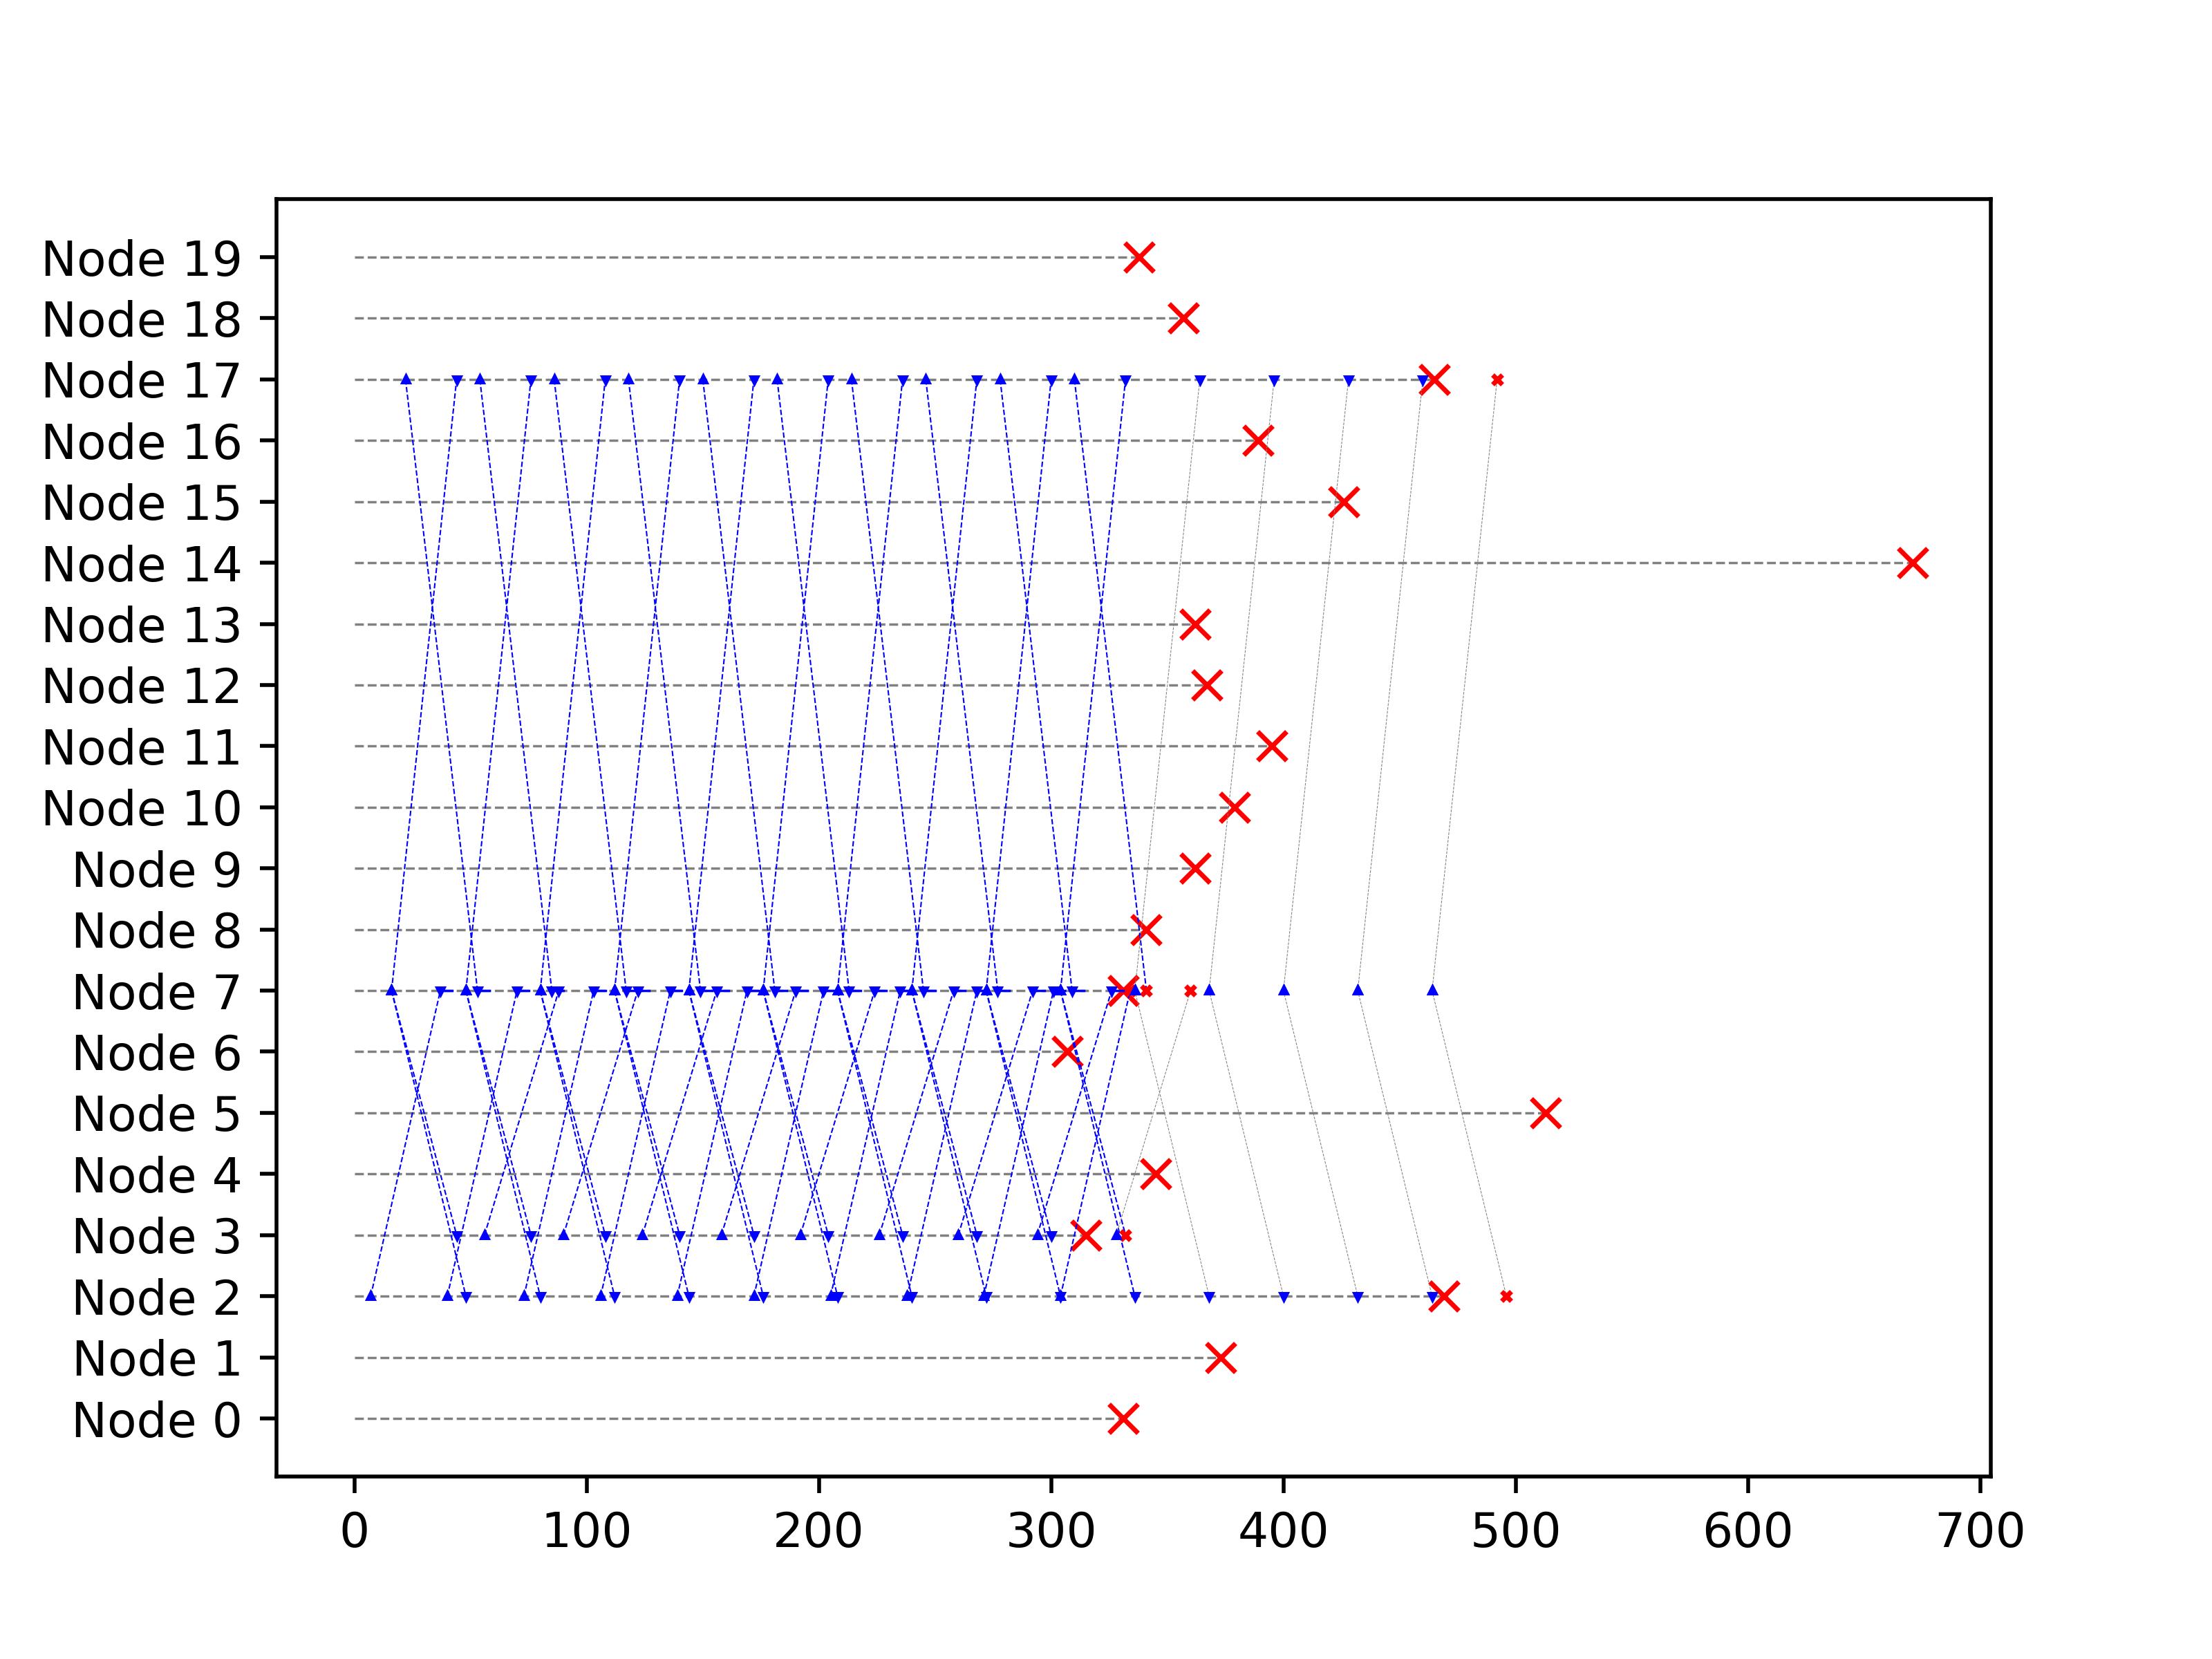 Node 19
Node 18
Node 17
Node 16
Node 15
Node 14
Node 13
Node 12
Node 11
Node 10
Node 9
Node 8
Node 7
Node 6
Node 5
Node 4
Node 3
Node 2
Node 1
Node 0
0 100 200 300 400 500 600 700